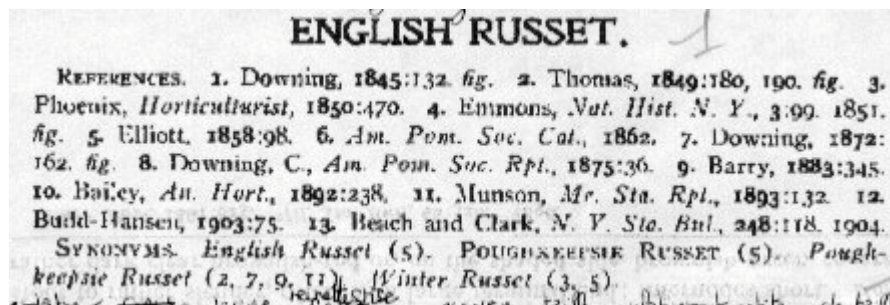 ENGLISH RUSSET.
REFERENCES. 1. Downing, 1845:132. fig. 2. Thomas, 1849:180, 190. fig. 3.
Phoenix, Horticulturist, 1850:470. 4. Emmons, Nat. Hist. N. Y., 3:99. 1851.
fig. 5. Elliott, 1858:98. 6. Am. Pom. Soc. Cat., 1862. 7. Downing, 1872:
162. fig. 8. Downing, C., Am. Pom. Soc. Rpt., 1875:36. 9. Barry, 1883:345.
10. Bailey, An. Hort., 1892:238. 11. Munson, Me. Sta. Rpt., 1893:132. 12.
Budd-Hansen, 1903:75. 13. Beach and Clark, N. Y. Sta. Bul., 248:118. 1904.
SYNONYMS. English Russet (5). POUGHKEEPSIE RUSSET (5). Pough-
keepsie Russet (2, 7, 9, 11). Winter Russet (3, 5)